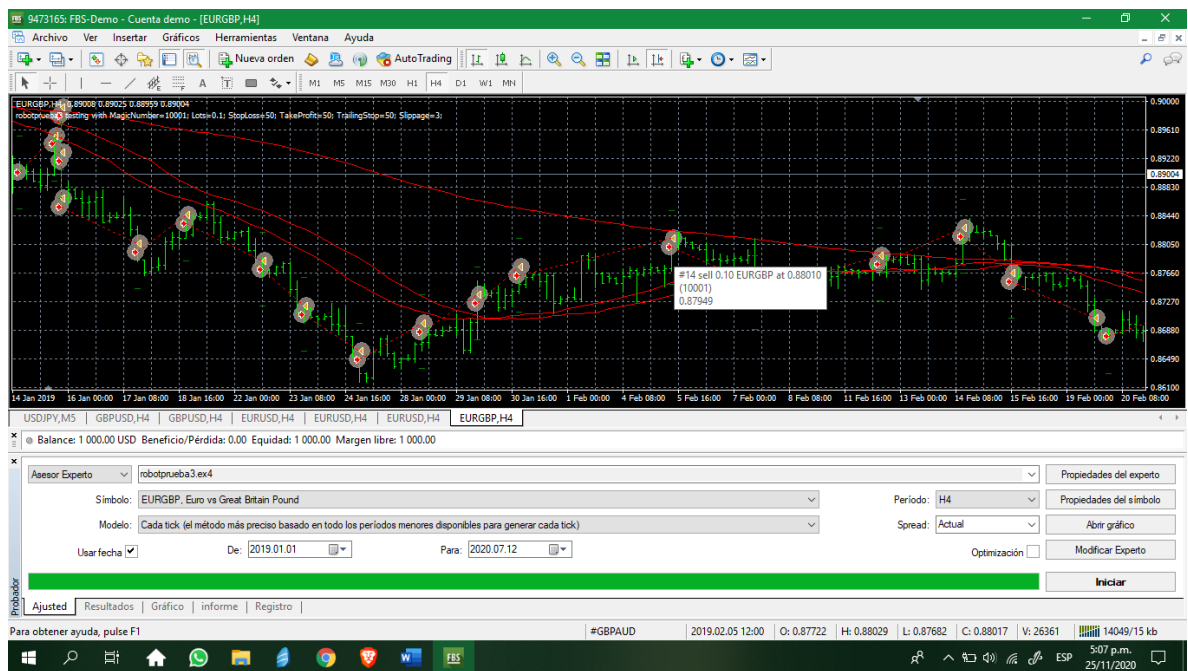 9473165: FBS-Demo - Cuenta demo - [EURGBP,H4]
Archivo Ver Insertar Gráficos Herramientas Ventana Ayuda
Nueva orden AutoTrading
A T M1 M5 M15 M30 H1 H4 D1 W1 MN
EURGBP,H4 0.89008 0.89025 0.88959 0.89004
testing with MagicNumber=10001; Lots=0.1; StopLoss=50; TakeProfit=50; TrailingStop=50; Slippage=3;
0.90000
0.89610
0.89220
0.89004
0.88830
0.88440
0.88050
0.87660
0.87270
0.86880
0.86490
0.86100
#14 sell 0.10 EURGBP at 0.88010
(10001)
0.87949
14 Jan 2019 16 Jan 00:00 17 Jan 08:00 18 Jan 16:00 22 Jan 00:00 23 Jan 08:00 24 Jan 16:00 28 Jan 00:00 29 Jan 08:00 30 Jan 16:00 1 Feb 00:00 4 Feb 08:00 5 Feb 16:00 7 Feb 00:00 8 Feb 08:00 11 Feb 16:00 13 Feb 00:00 14 Feb 08:00 15 Feb 16:00 19 Feb 00:00 20 Feb 08:00
USDJPY,M5 | GBPUSD,H4 | GBPUSD,H4 | EURUSD,H4 | EURUSD,H4 | EURUSD,H4 | EURGBP,H4
Balance: 1 000.00 USD Beneficio/Pérdida: 0.00 Equidad: 1 000.00 Margen libre: 1 000.00
Asesor Experto robotprueba3.ex4 Propiedades del experto
Símbolo: EURGBP, Euro vs Great Britain Pound Período: H4 Propiedades del símbolo
Modelo: Cada tick (el método más preciso basado en todo los períodos menores disponibles para generar cada tick) Spread: Actual Abrir gráfico
Usar fecha De: 2019.01.01 Para: 2020.07.12 Optimización Modificar Experto
Iniciar
Probador
Ajusted | Resultados | Gráfico | informe | Registro |
Para obtener ayuda, pulse F1 #GBPAUD 2019.02.05 12:00 O: 0.87722 H: 0.88029 L: 0.87682 C: 0.88017 V: 26361 14049/15 kb
FBS ESP 5:07 p.m.
25/11/2020